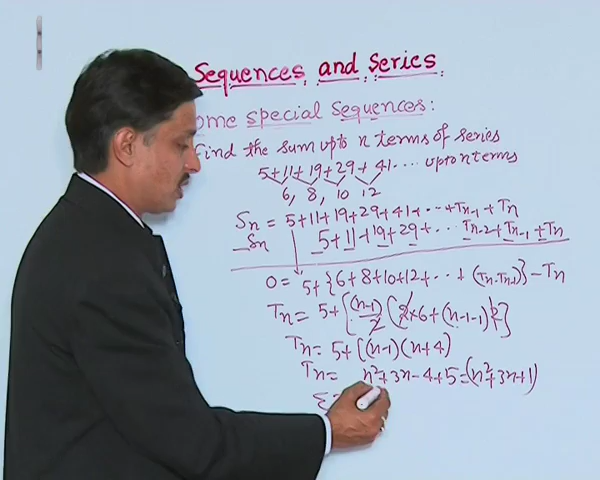 Sequences and Series
ome special sequences:
Find the sum upto n terms of series
5+11+19+29+41.... upto n terms
6, 8, 10 12
Sn = 5+11+19+29+41+...+Tn-1 + Tn
-Sn 5+11+19+29+... Tn-2+Tn-1+Tn
0 = 5+{6+8+10+12+...+(Tn-Tn-1)}-Tn
Tn = 5+[(n-1)/2 (2×6+(n-1-1)2]
Tn = 5+[(n-1)(n+4)]
Tn = n²+3n-4+5=(n²+3n+1)